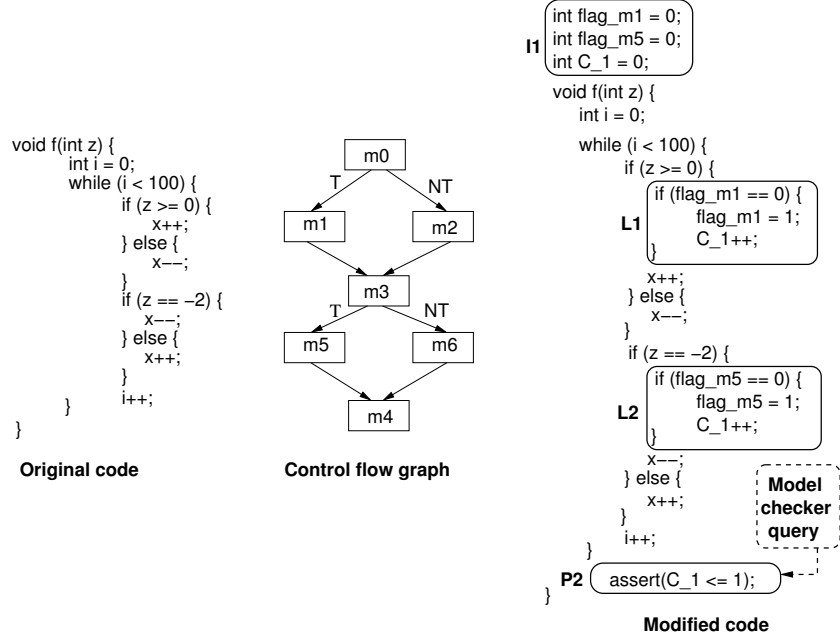 void f(int z) {
int i = 0;
while (i < 100) {
if (z >= 0) {
x++;
} else {
x−−;
}
if (z == −2) {
x−−;
} else {
x++;
}
i++;
}
}
Original code
m0
T
NT
m1
m2
m3
T
NT
m5
m6
m4
Control flow graph
I1
int flag_m1 = 0;
int flag_m5 = 0;
int C_1 = 0;
void f(int z) {
int i = 0;
while (i < 100) {
if (z >= 0) {
L1
if (flag_m1 == 0) {
flag_m1 = 1;
C_1++;
}
x++;
} else {
x−−;
}
if (z == −2) {
L2
if (flag_m5 == 0) {
flag_m5 = 1;
C_1++;
}
x−−;
} else {
x++;
}
i++;
}
Model
checker
query
P2
assert(C_1 <= 1);
}
Modified code